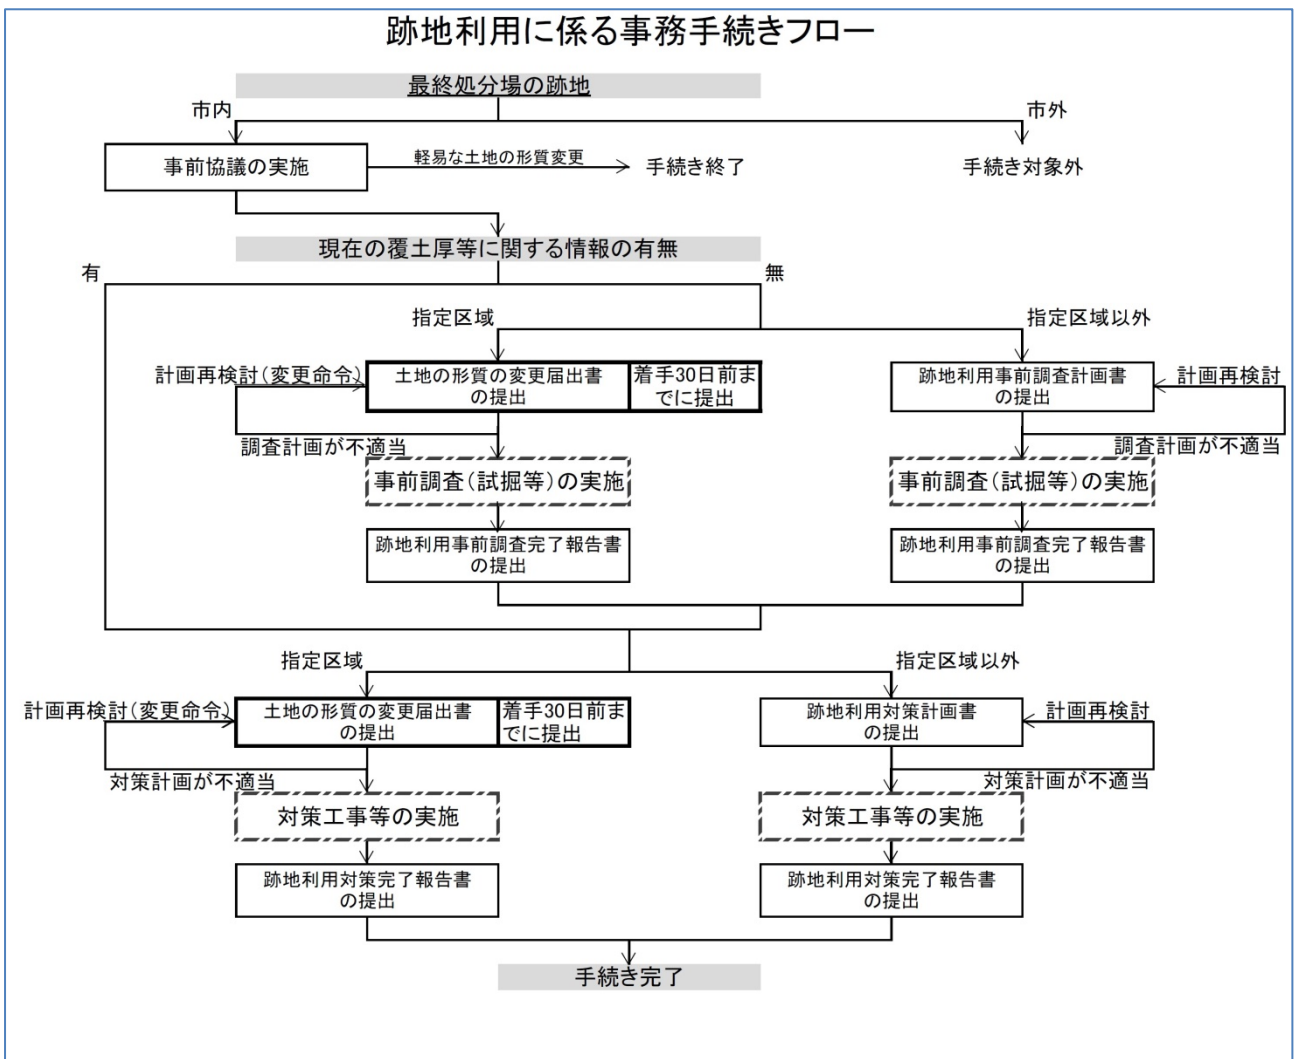 跡地利用に係る事務手続きフロー
最終処分場の跡地
市内
市外
事前協議の実施
軽易な土地の形質変更
手続き終了
手続き対象外
現在の覆土厚等に関する情報の有無
有
無
指定区域
指定区域以外
計画再検討(変更命令)
土地の形質の変更届出書
の提出
着手30日前ま
でに提出
跡地利用事前調査計画書
の提出
計画再検討
調査計画が不適当
調査計画が不適当
事前調査(試掘等)の実施
事前調査(試掘等)の実施
跡地利用事前調査完了報告書
の提出
跡地利用事前調査完了報告書
の提出
指定区域
指定区域以外
計画再検討(変更命令)
土地の形質の変更届出書
の提出
着手30日前ま
でに提出
跡地利用対策計画書
の提出
計画再検討
対策計画が不適当
対策計画が不適当
対策工事等の実施
対策工事等の実施
跡地利用対策完了報告書
の提出
跡地利用対策完了報告書
の提出
手続き完了